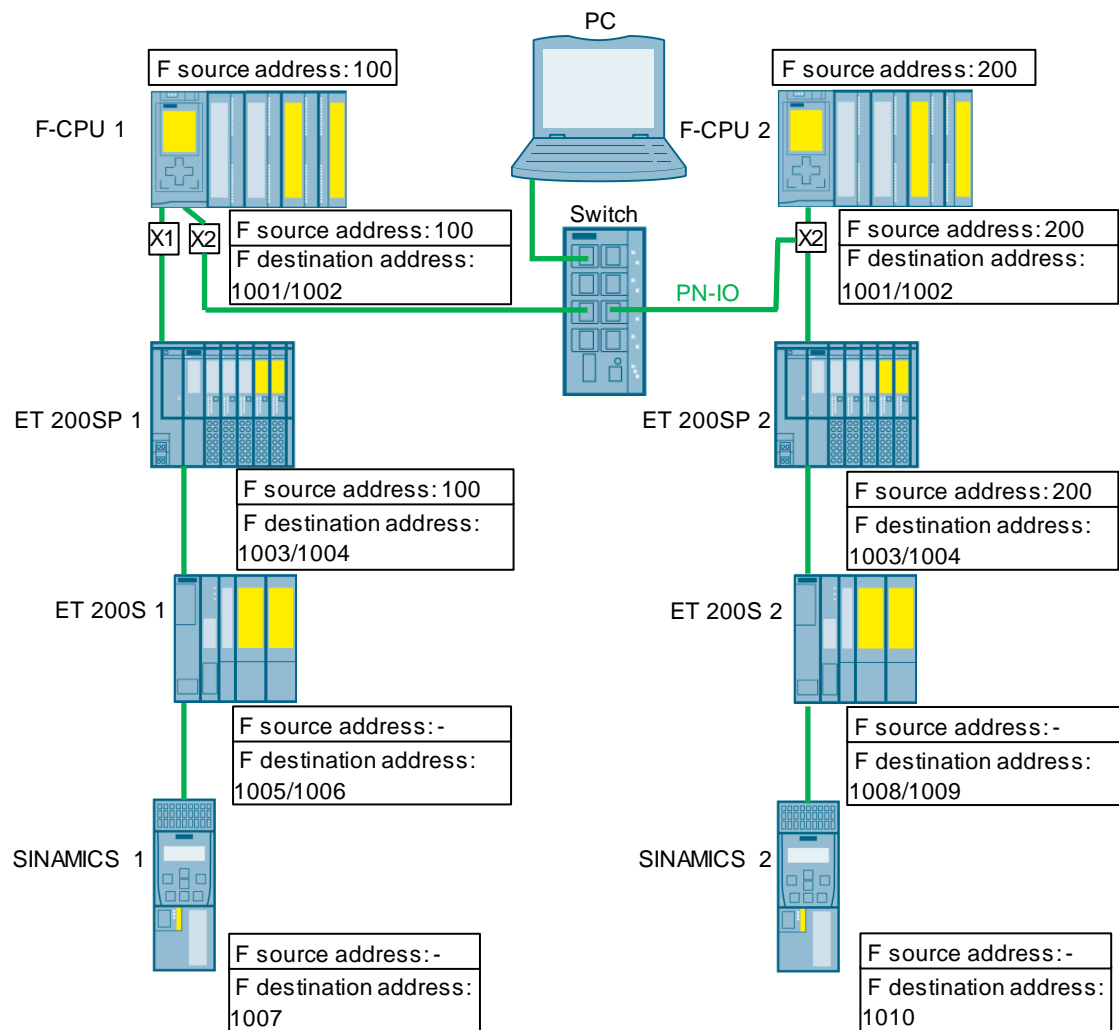 PC
F source address: 100
F source address: 200
F-CPU 1
F-CPU 2
Switch
X1
X2
F source address: 100
F destination address:
1001/1002
PN-IO
X2
F source address: 200
F destination address:
1001/1002
ET 200SP 1
ET 200SP 2
F source address: 100
F destination address:
1003/1004
F source address: 200
F destination address:
1003/1004
ET 200S 1
ET 200S 2
F source address: -
F destination address:
1005/1006
F source address: -
F destination address:
1008/1009
SINAMICS 1
SINAMICS 2
F source address: -
F destination address:
1007
F source address: -
F destination address:
1010